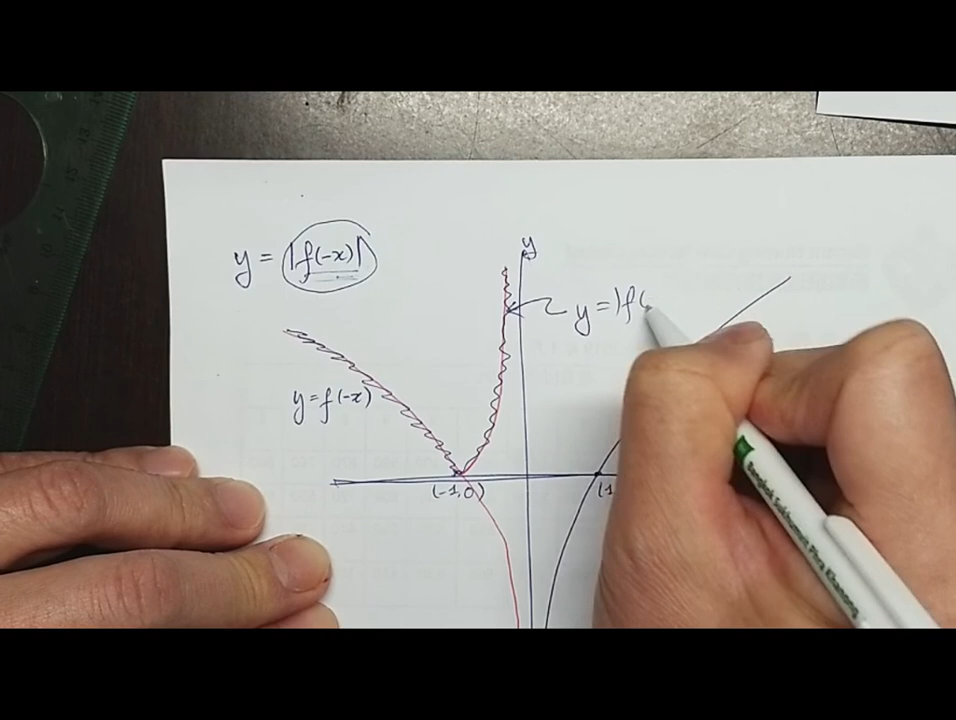 y = |f(-x)|
y
y = |f(
y = f(-x)
(-1,0)
(1